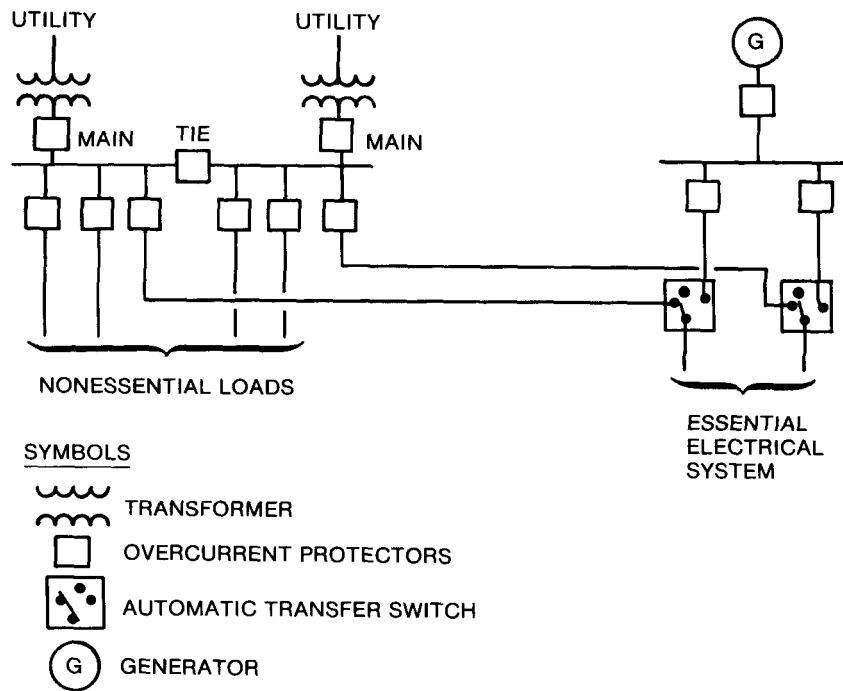 UTILITY
UTILITY
G
MAIN
TIE
MAIN
NONESSENTIAL LOADS
ESSENTIAL
ELECTRICAL
SYSTEM
SYMBOLS
TRANSFORMER
OVERCURRENT PROTECTORS
AUTOMATIC TRANSFER SWITCH
G
GENERATOR